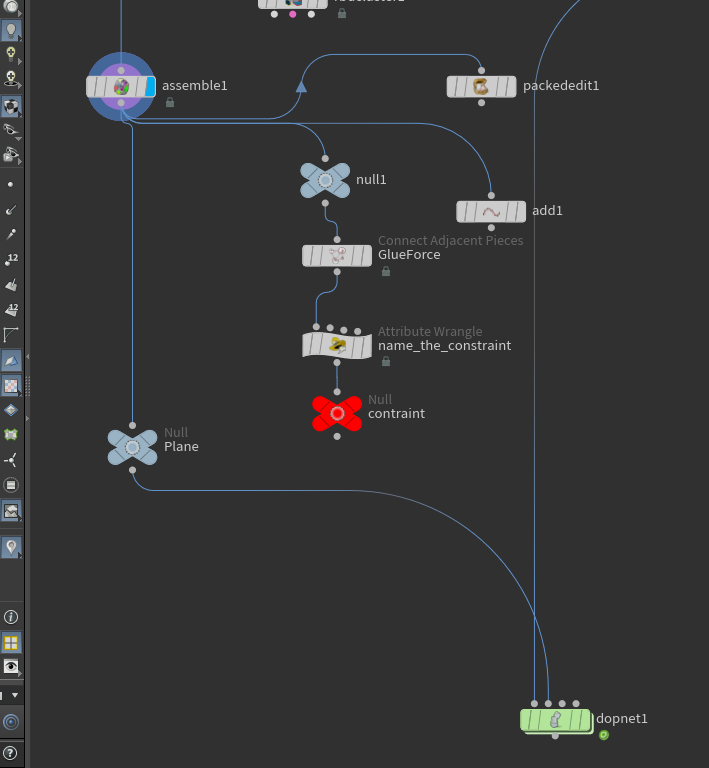 assemble1
packededit1
null1
add1
Connect Adjacent Pieces
GlueForce
Attribute Wrangle
name_the_constraint
Null
contraint
Null
Plane
dopnet1
12
12